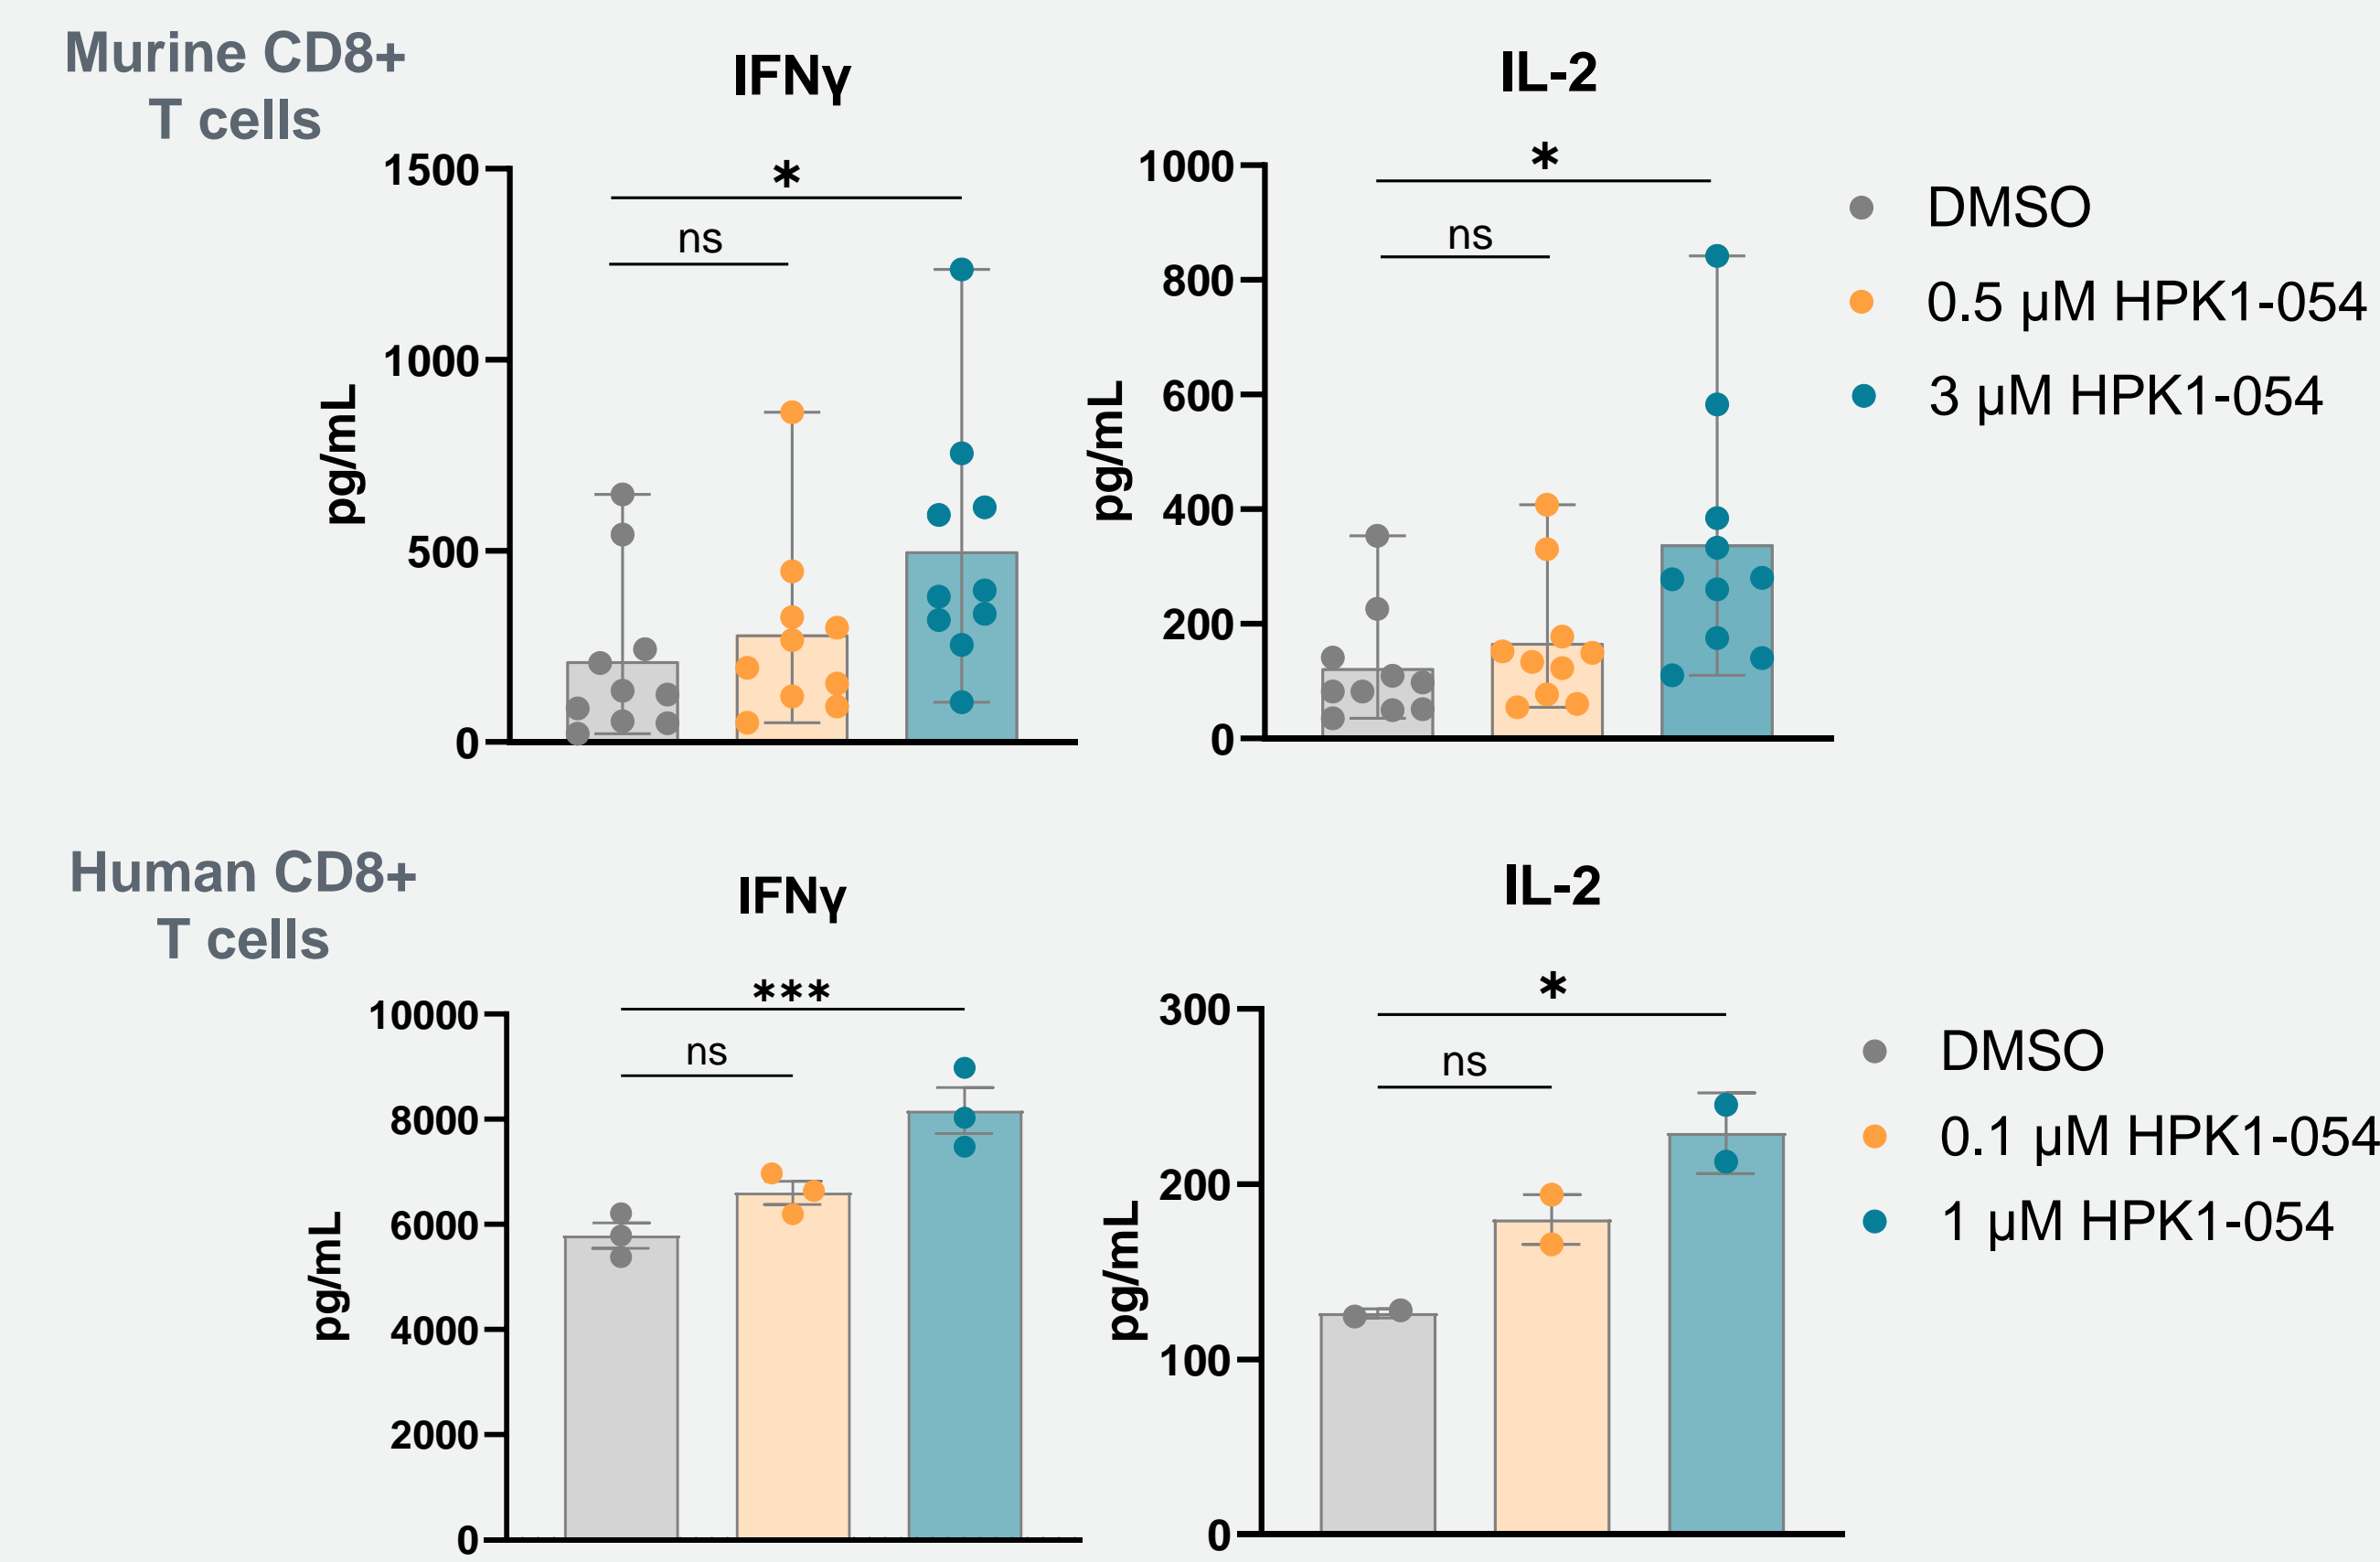 Murine CD8+
T cells
IFNγ
*
ns
1500
1000
500
0
pg/mL
IL-2
*
ns
1000
800
600
400
200
0
pg/mL
DMSO
0.5 μM HPK1-054
3 μM HPK1-054
Human CD8+
T cells
IFNγ
***
ns
10000
8000
6000
4000
2000
0
pg/mL
IL-2
*
ns
300
200
100
0
pg/mL
DMSO
0.1 μM HPK1-054
1 μM HPK1-054